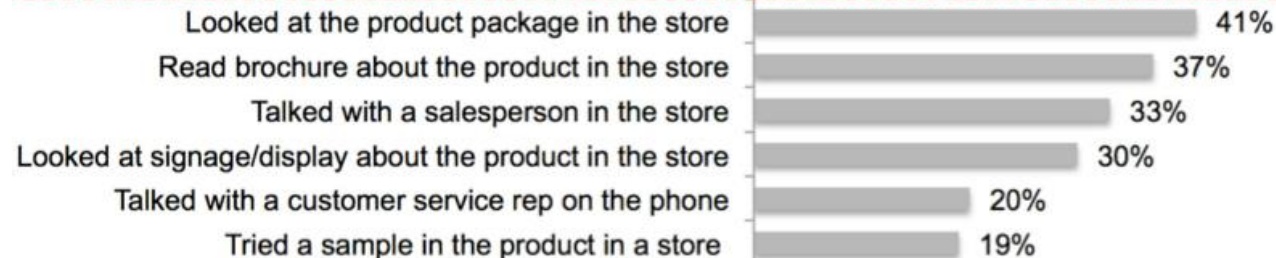 Looked at the product package in the store 41%
Read brochure about the product in the store 37%
Talked with a salesperson in the store 33%
Looked at signage/display about the product in the store 30%
Talked with a customer service rep on the phone 20%
Tried a sample in the product in a store 19%